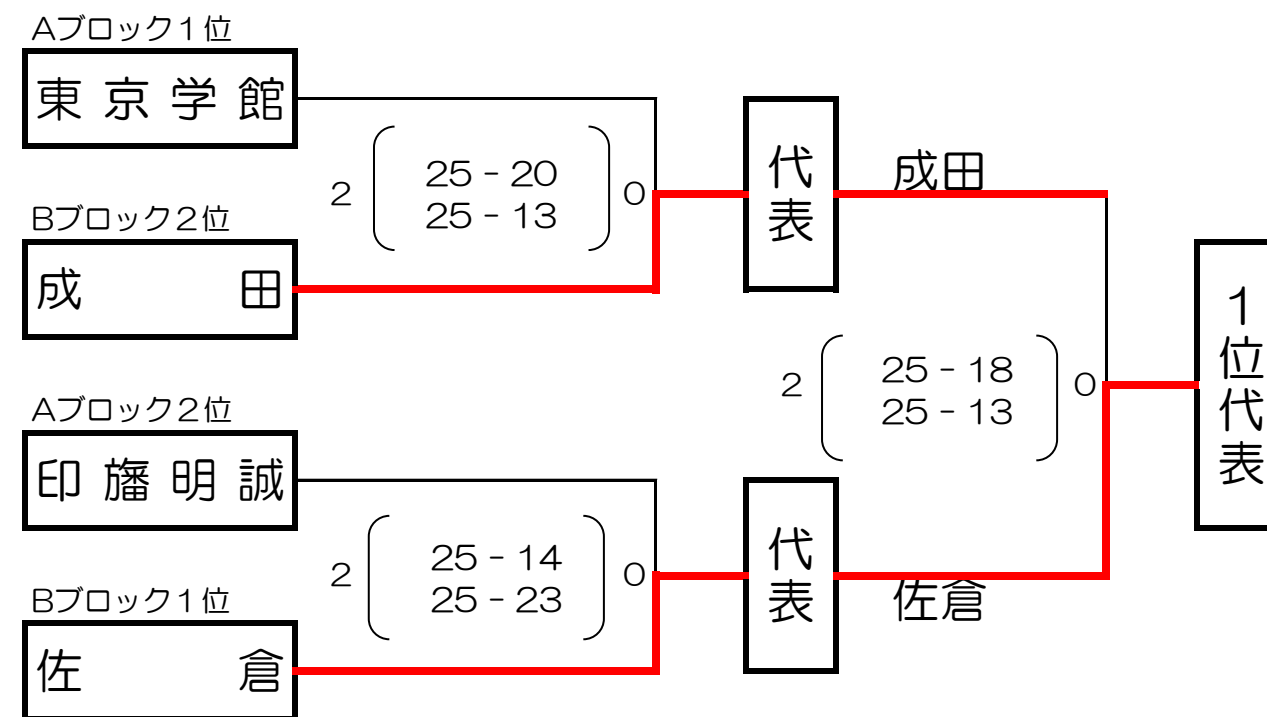 Aブロック１位
東京学館
2 25 - 20 0
25 - 13
Bブロック２位
成田
代表
成田
Aブロック２位
印旛明誠
2 25 - 14 0
25 - 23
Bブロック１位
佐倉
代表
佐倉
2 25 - 18 0
25 - 13
１位代表